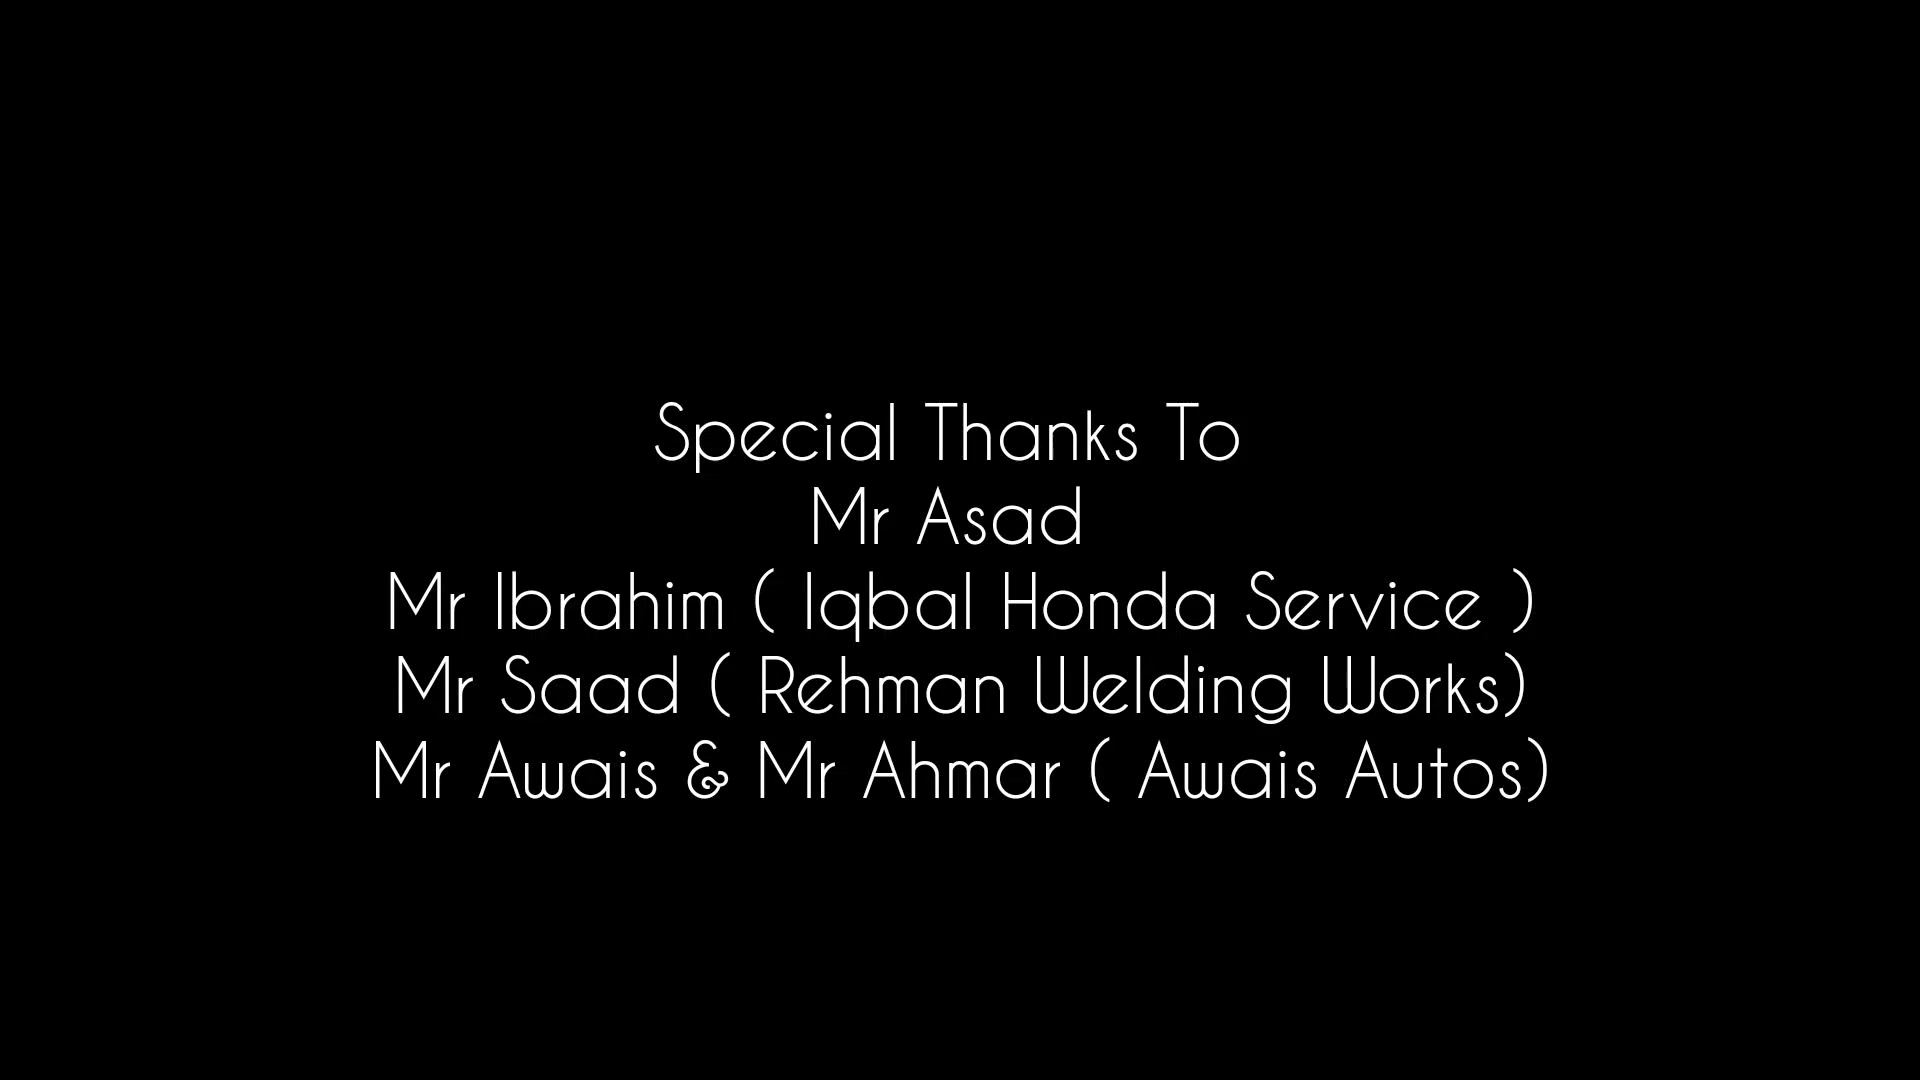 Special Thanks To
Mr Asad
Mr Ibrahim ( Iqbal Honda Service )
Mr Saad ( Rehman Welding Works)
Mr Awais & Mr Ahmar ( Awais Autos)